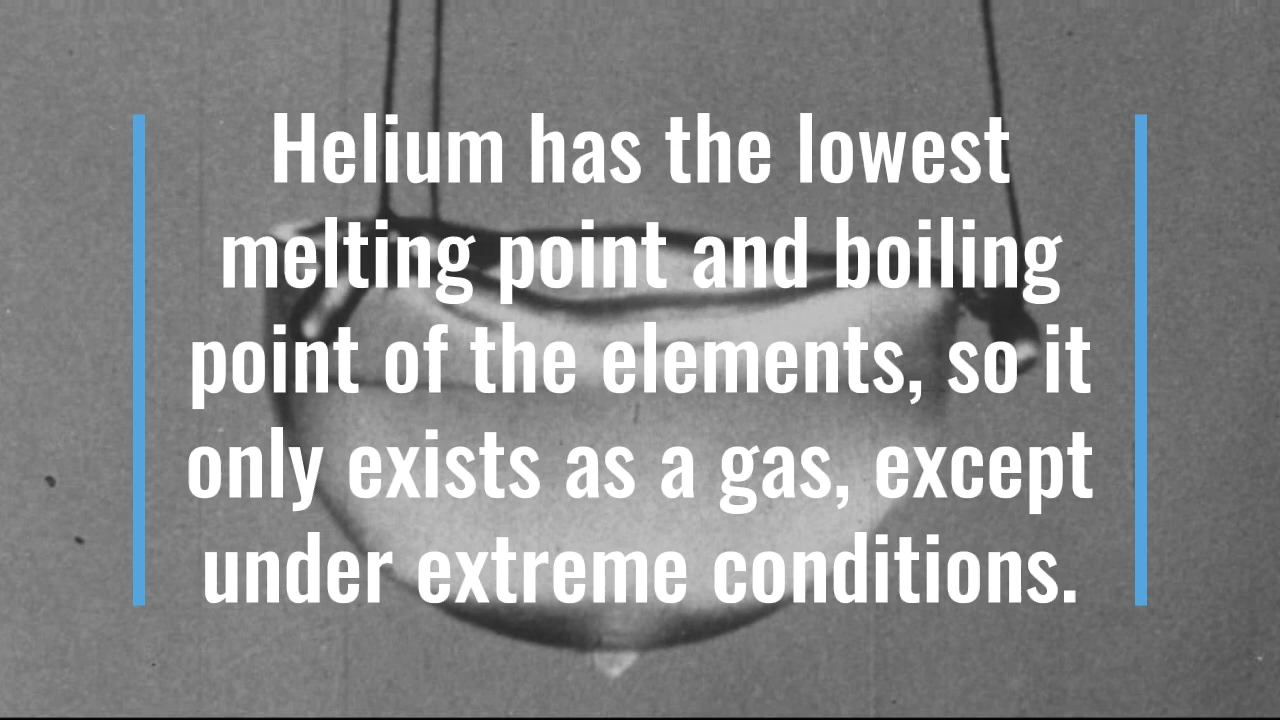 Helium has the lowest
melting point and boiling
point of the elements, so it
only exists as a gas, except
under extreme conditions.